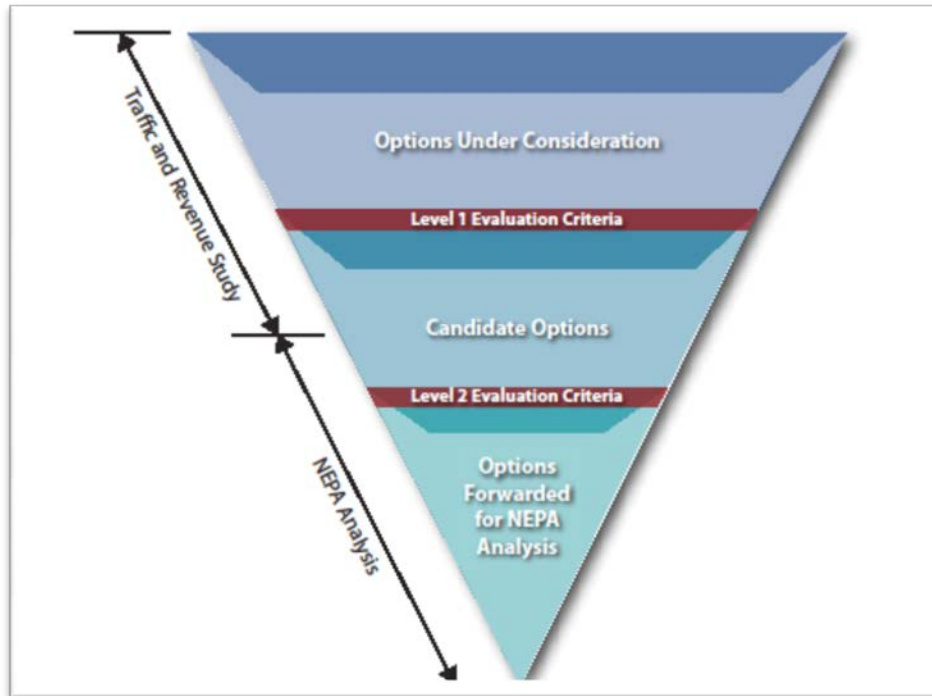 Traffic and Revenue Study
Options Under Consideration
Level 1 Evaluation Criteria
Candidate Options
Level 2 Evaluation Criteria
NEPA Analysis
Options
Forwarded
for NEPA
Analysis